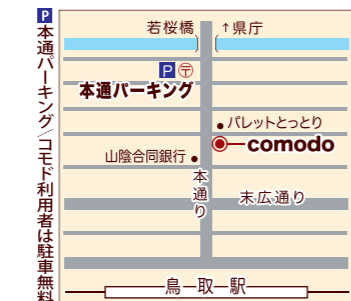 P本通パーキング/コモド利用者は駐車無料
若桜橋
↑県庁
P〒
本通パーキング
パレットとっとり
comodo
山陰合同銀行
本通り
末広通り
鳥取駅